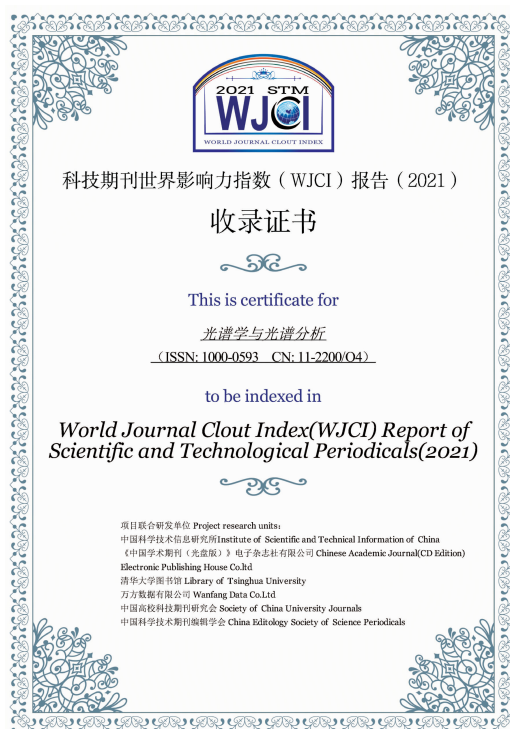 2021 STM
WJCI
WORLD JOURNAL CLOUT INDEX
科技期刊世界影响力指数（WJCI）报告（2021）
收录证书
This is certificate for
光谱学与光谱分析
（ISSN: 1000-0593 CN: 11-2200/O4）
to be indexed in
World Journal Clout Index(WJCI) Report of
Scientific and Technological Periodicals(2021)
项目联合研发单位 Project research units:
中国科学技术信息研究所Institute of Scientific and Technical Information of China
《中国学术期刊（光盘版）》电子杂志社有限公司 Chinese Academic Journal(CD Edition)
Electronic Publishing House Co.ltd
清华大学图书馆 Library of Tsinghua University
万方数据有限公司 Wanfang Data Co.Ltd
中国高校科技期刊研究会 Society of China University Journals
中国科学技术期刊编辑学会 China Editology Society of Science Periodicals